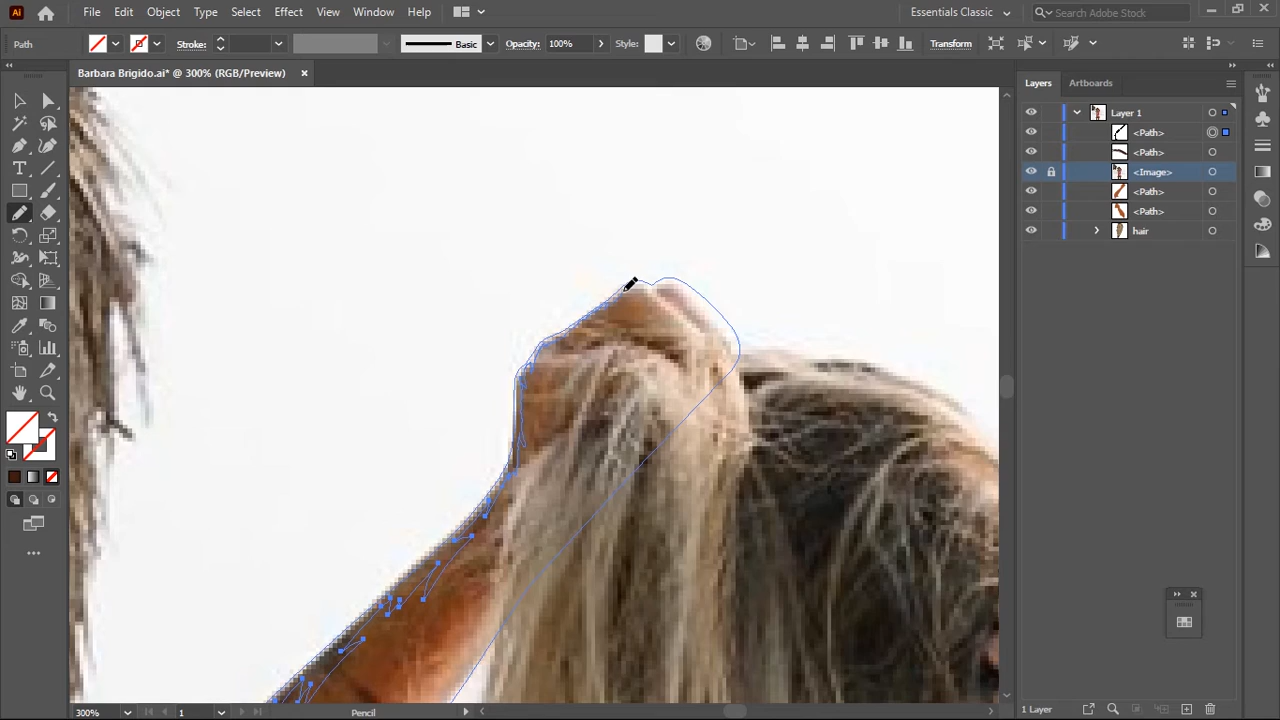 Ai File Edit Object Type Select Effect View Window Help Essentials Classic Search Adobe Stock
Path Stroke: Basic Opacity: 100% Style: Transform
Barbara Brigido.ai* @ 300% (RGB/Preview)
Layers Artboards
Layer 1
<Path>
<Path>
<Image>
<Path>
<Path>
hair
300% 1 Pencil 1 Layer